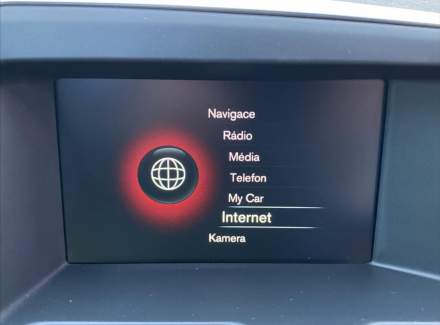 Navigace
Rádio
Média
Telefon
My Car
Internet
Kamera